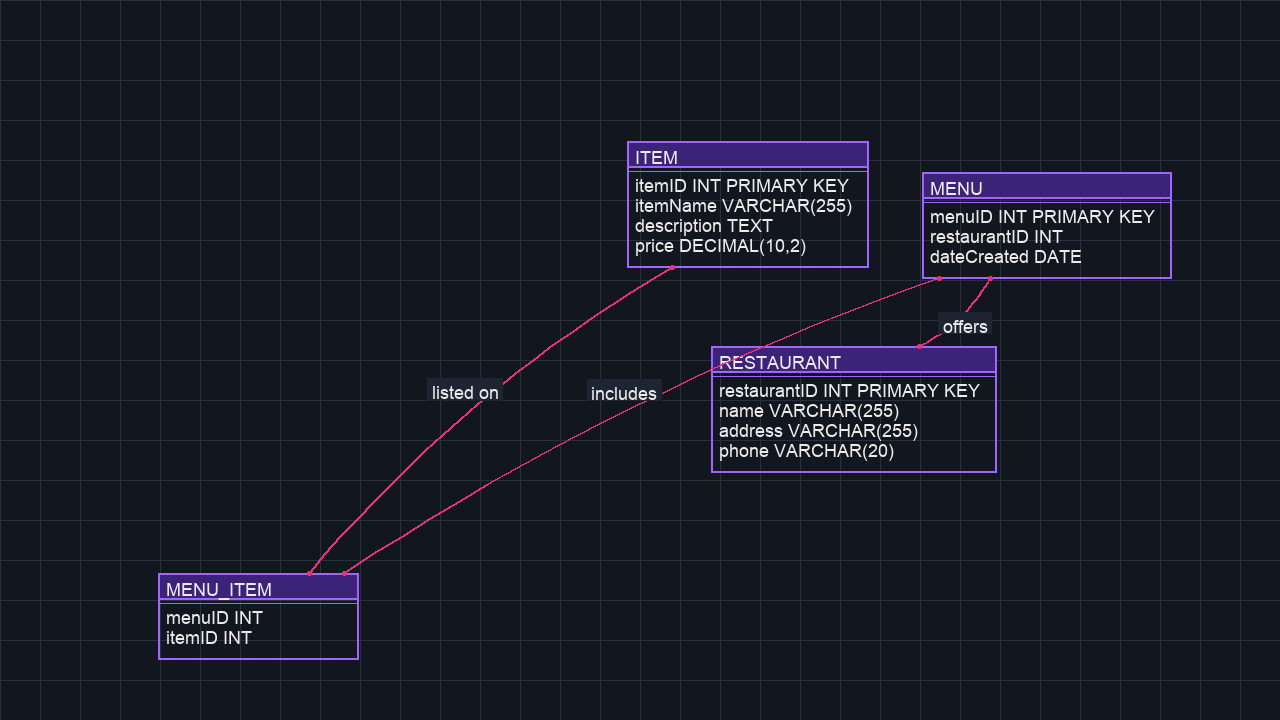 ITEM
itemID INT PRIMARY KEY
itemName VARCHAR(255)
description TEXT
price DECIMAL(10,2)
MENU
menuID INT PRIMARY KEY
restaurantID INT
dateCreated DATE
offers
RESTAURANT
restaurantID INT PRIMARY KEY
name VARCHAR(255)
address VARCHAR(255)
phone VARCHAR(20)
listed on
includes
MENU_ITEM
menuID INT
itemID INT